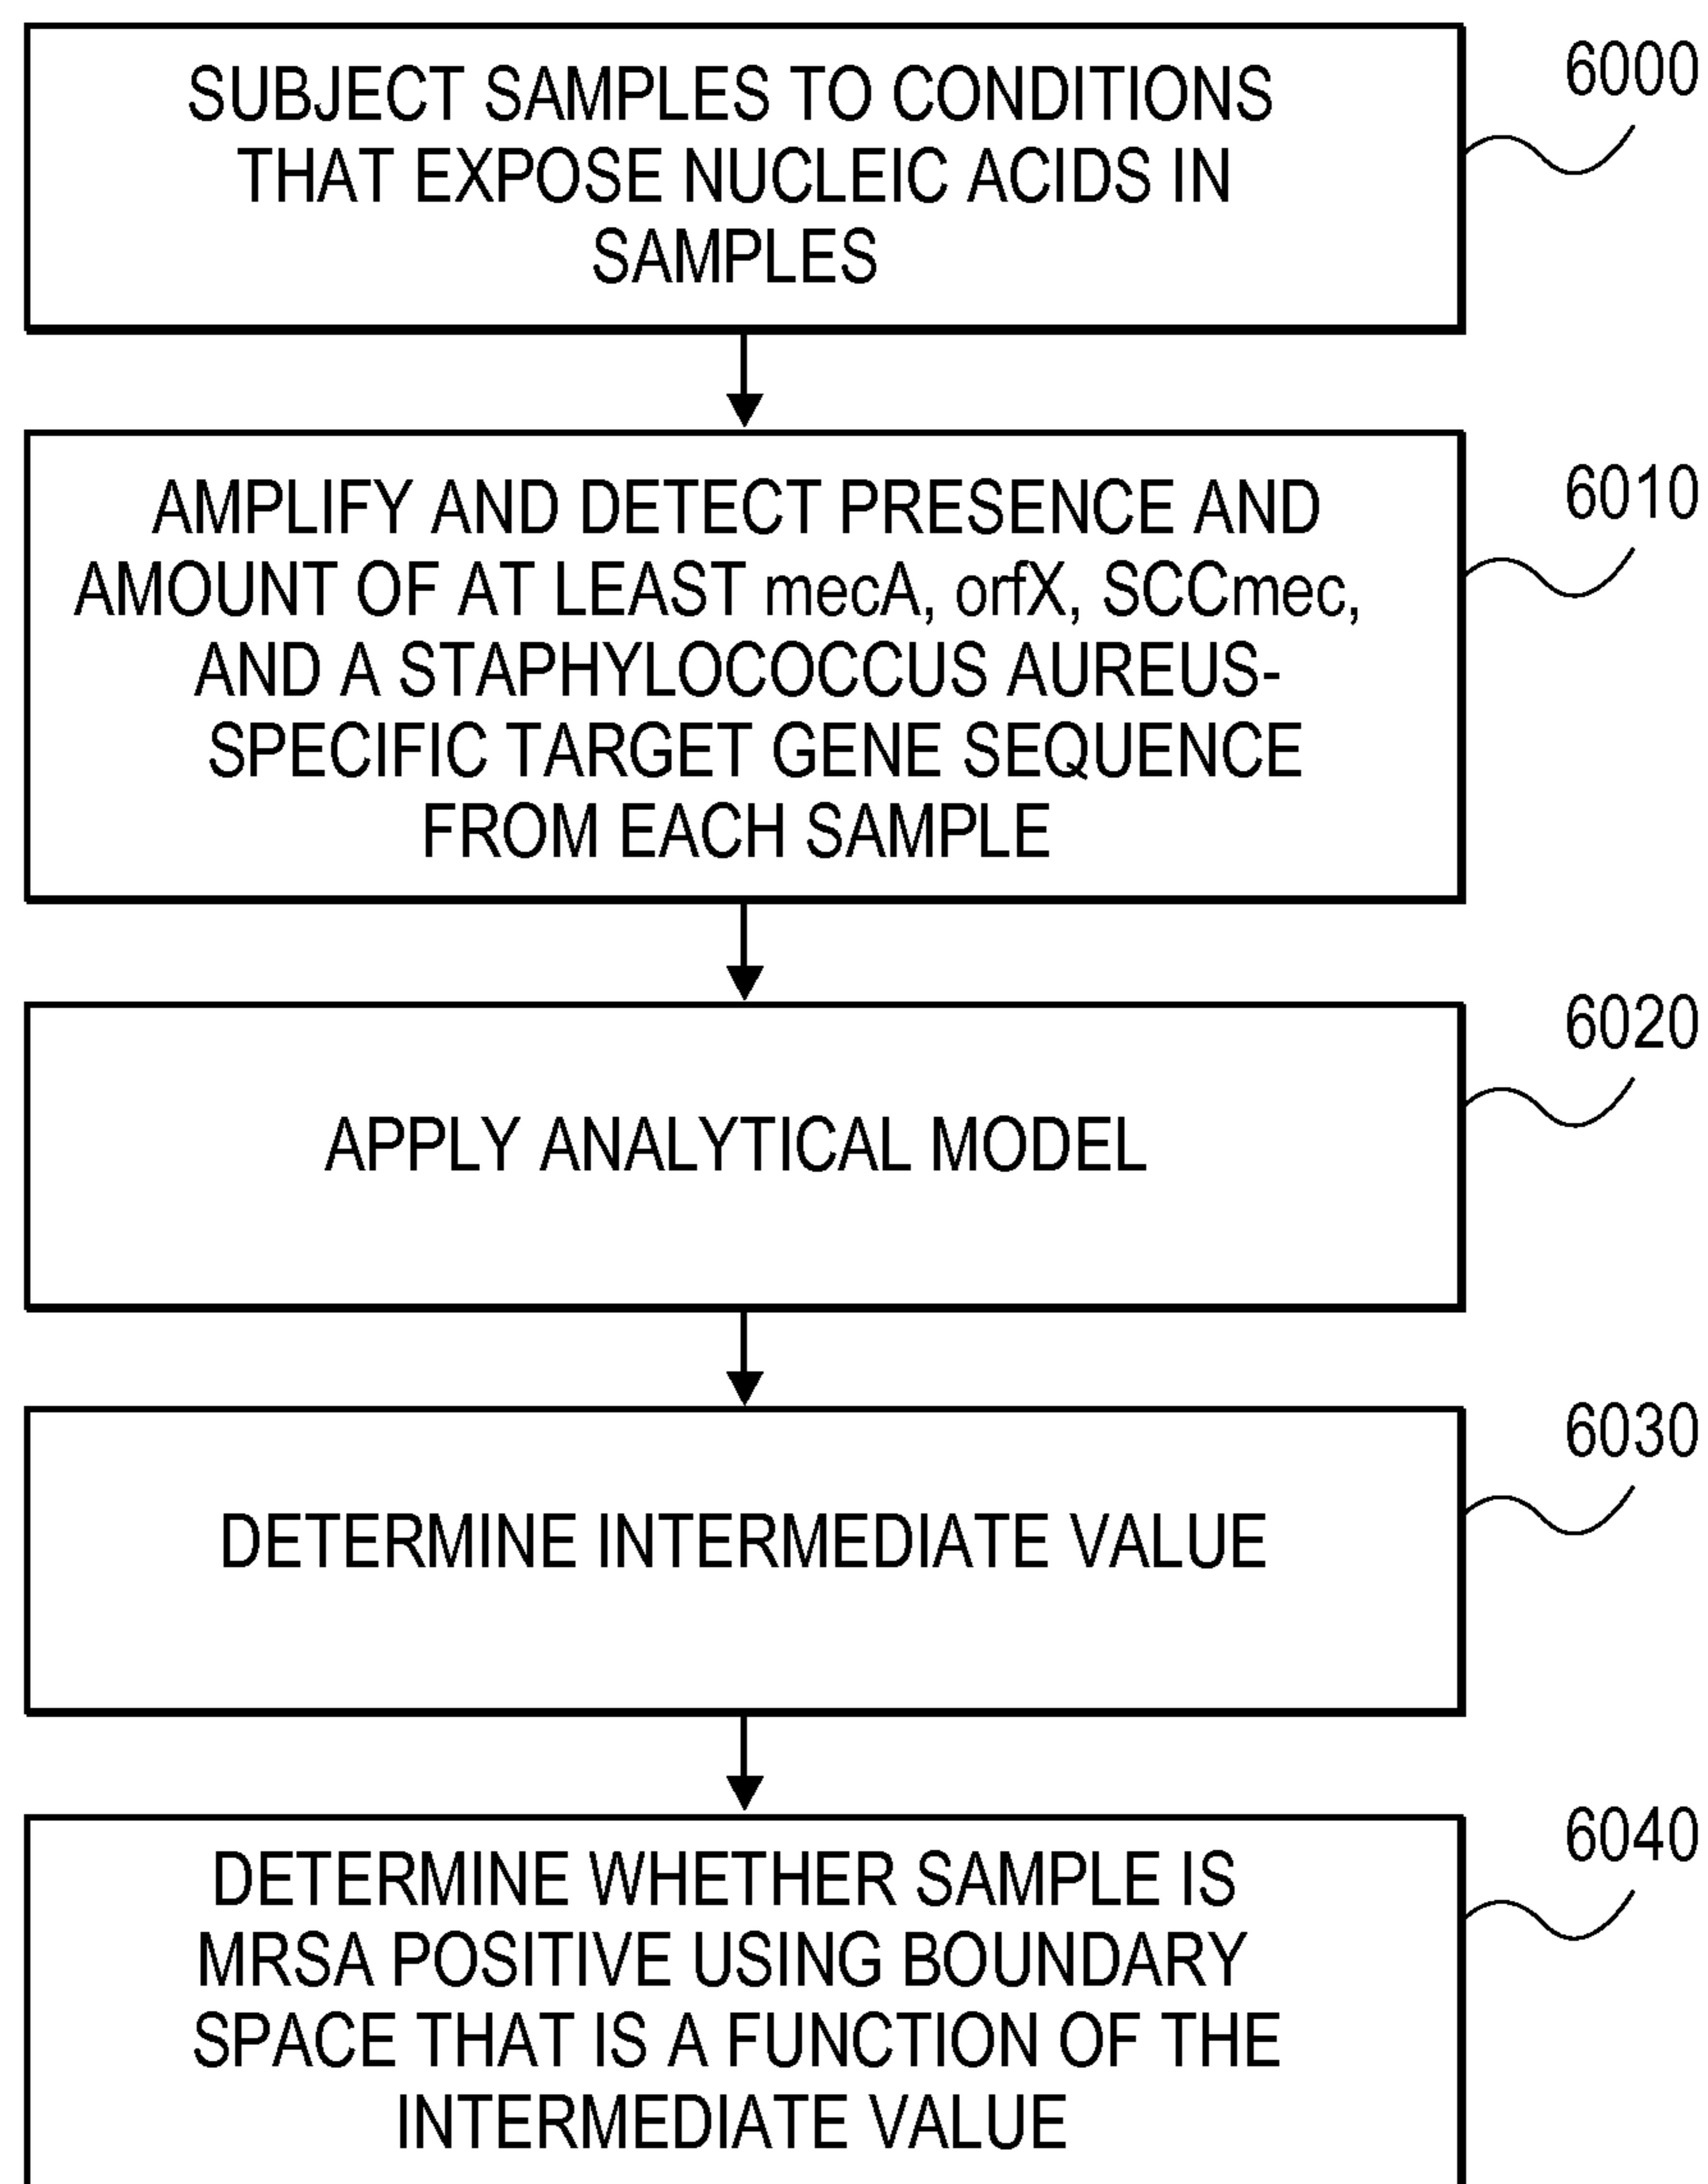 SUBJECT SAMPLES TO CONDITIONS
THAT EXPOSE NUCLEIC ACIDS IN
SAMPLES
6000
AMPLIFY AND DETECT PRESENCE AND
AMOUNT OF AT LEAST mecA, orfX, SCCmec,
AND A STAPHYLOCOCCUS AUREUS-
SPECIFIC TARGET GENE SEQUENCE
FROM EACH SAMPLE
6010
APPLY ANALYTICAL MODEL
6020
DETERMINE INTERMEDIATE VALUE
6030
DETERMINE WHETHER SAMPLE IS
MRSA POSITIVE USING BOUNDARY
SPACE THAT IS A FUNCTION OF THE
INTERMEDIATE VALUE
6040